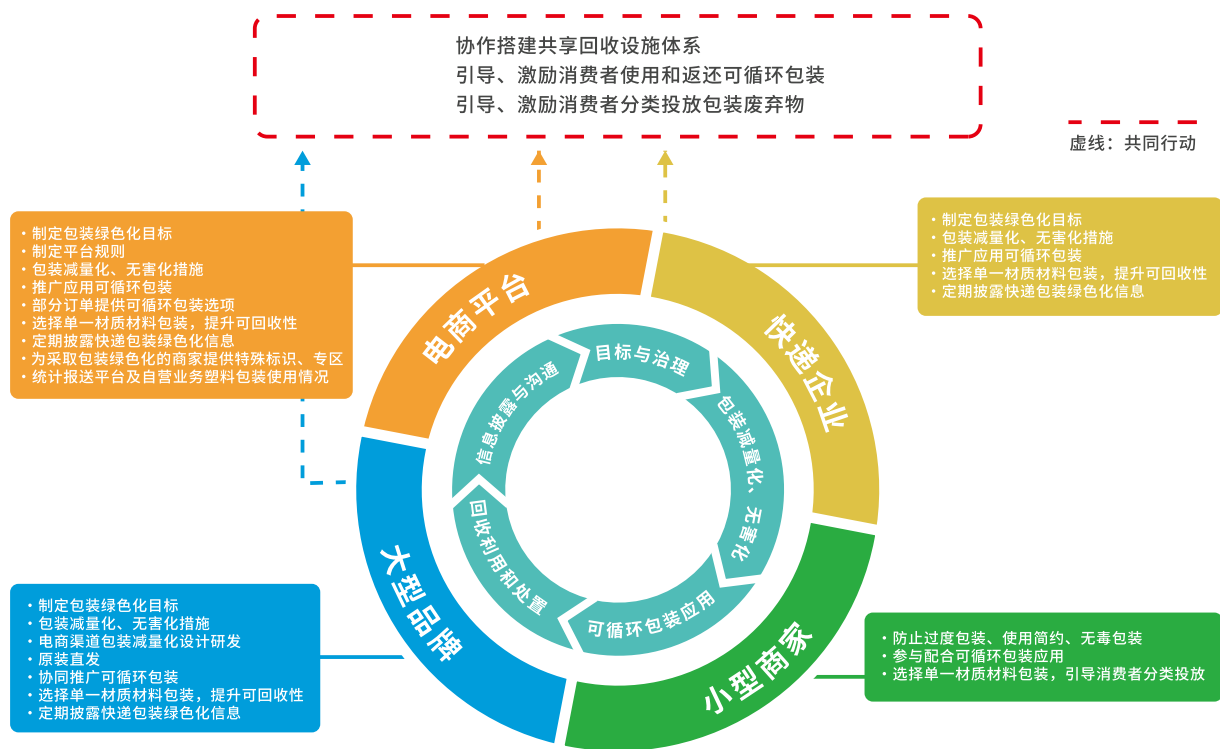 协作搭建共享回收设施体系
引导、激励消费者使用和返还可循环包装
引导、激励消费者分类投放包装废弃物
虚线：共同行动
・制定包装绿色化目标
・制定平台规则
・包装减量化、无害化措施
・推广应用可循环包装
・部分订单提供可循环包装选项
・选择单一材质材料包装，提升可回收性
・定期披露快递包装绿色化信息
・为采取包装绿色化的商家提供特殊标识、专区
・统计报送平台及自营业务塑料包装使用情况
・制定包装绿色化目标
・包装减量化、无害化措施
・推广应用可循环包装
・选择单一材质材料包装，提升可回收性
・定期披露快递包装绿色化信息
电商平台
快递企业
小型商家
大型品牌
目标与治理
包装减量化、无害化
可循环包装应用
回收利用和处置
信息披露与沟通
・制定包装绿色化目标
・包装减量化、无害化措施
・电商渠道包装减量化设计研发
・原装直发
・协同推广可循环包装
・选择单一材质材料包装，提升可回收性
・定期披露快递包装绿色化信息
・防止过度包装、使用简约、无毒包装
・参与配合可循环包装应用
・选择单一材质材料包装，引导消费者分类投放